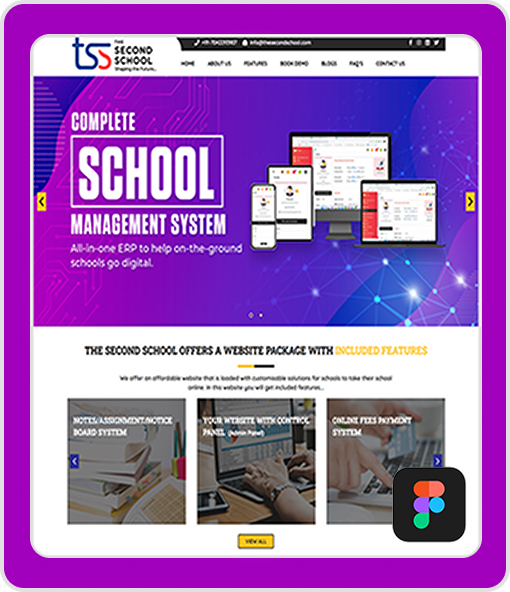 tss THE
SECOND
SCHOOL
Shaping the Future...
info@thesecondschool.com
HOME ABOUT US FEATURES BOOK DEMO BLOGS FAQ'S CONTACT US
COMPLETE
SCHOOL
MANAGEMENT SYSTEM
All-in-one ERP to help on-the-ground
schools go digital.
THE SECOND SCHOOL OFFERS A WEBSITE PACKAGE WITH INCLUDED FEATURES
We offer an affordable website that is loaded with customisable solutions for schools to take their school
online. In this website you will get included features...
NOTES/ASSIGNMENT/NOTICE
BOARD SYSTEM
YOUR WEBSITE WITH CONTROL
PANEL (Admin Panel)
ONLINE FEES PAYMENT
SYSTEM
VIEW ALL